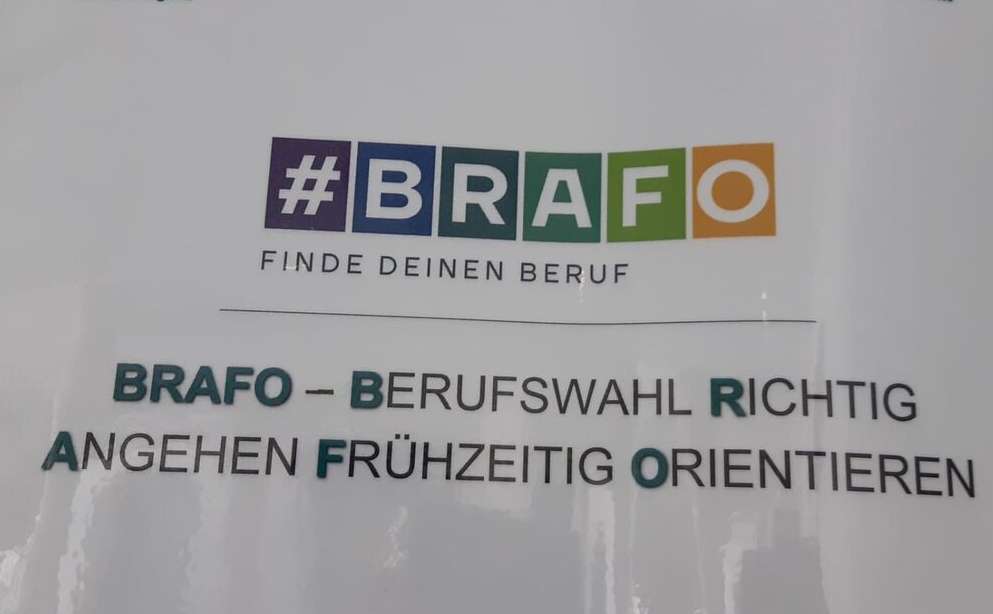 #BRAFO
FINDE DEINEN BERUF
BRAFO – BERUFSWAHL RICHTIG
ANGEHEN FRÜHZEITIG ORIENTIEREN